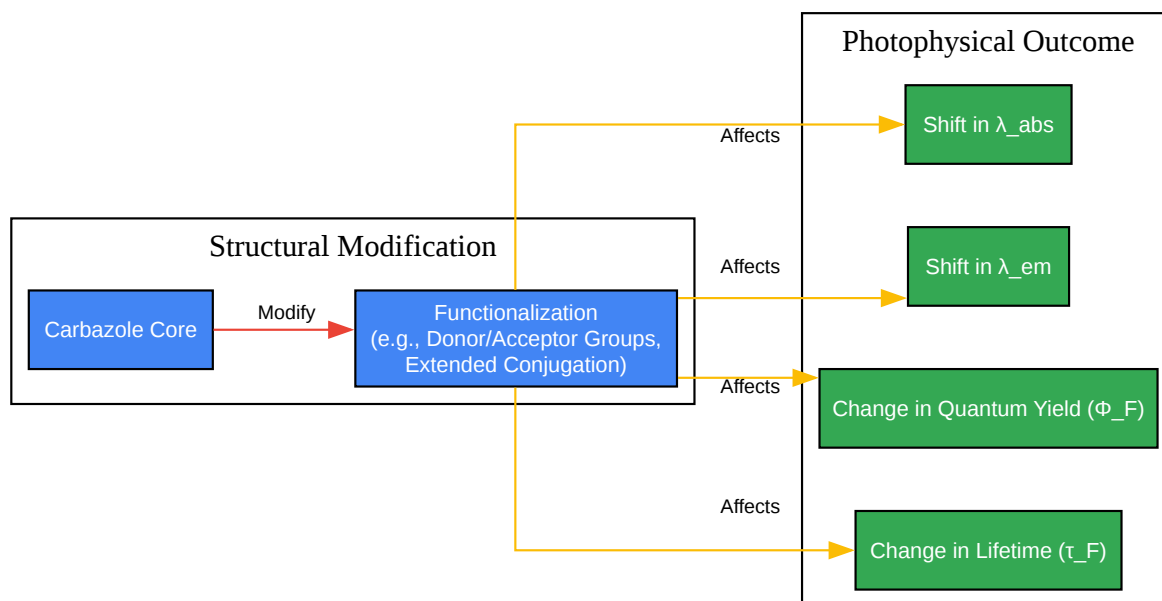 Photophysical Outcome
Shift in λ_abs
Affects
Structural Modification
Shift in λ_em
Affects
Carbazole Core
Modify
Functionalization
(e.g., Donor/Acceptor Groups,
Extended Conjugation)
Affects
Change in Quantum Yield (Φ_F)
Affects
Change in Lifetime (τ_F)